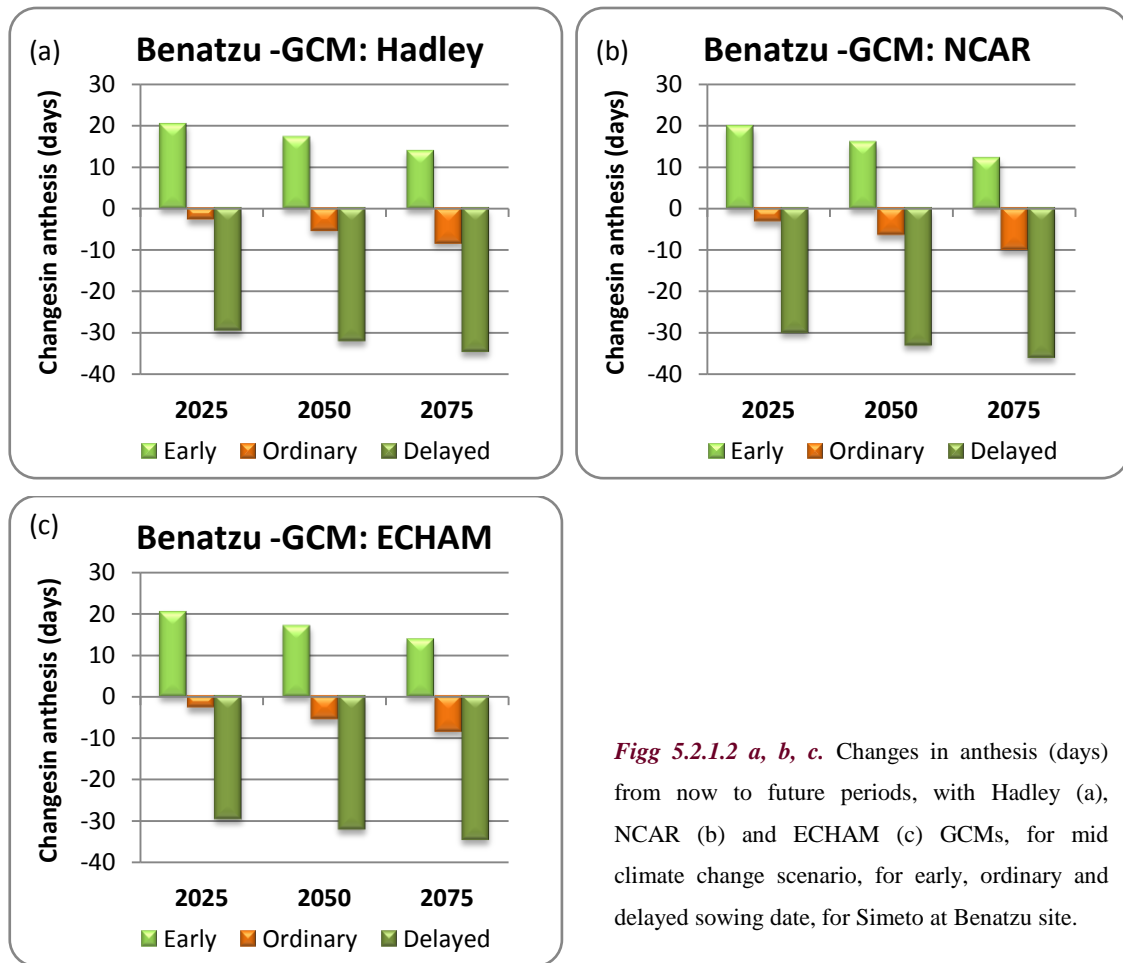 (a)
Benatzu -GCM: Hadley
Changesin anthesis (days)
30
20
10
0
-10
-20
-30
-40
2025 2050 2075
Early Ordinary Delayed
(b)
Benatzu -GCM: NCAR
Changesin anthesis (days)
30
20
10
0
-10
-20
-30
-40
2025 2050 2075
Early Ordinary Delayed
(c)
Benatzu -GCM: ECHAM
Changesin anthesis (days)
30
20
10
0
-10
-20
-30
-40
2025 2050 2075
Early Ordinary Delayed
Figg 5.2.1.2 a, b, c. Changes in anthesis (days)
from now to future periods, with Hadley (a),
NCAR (b) and ECHAM (c) GCMs, for mid
climate change scenario, for early, ordinary and
delayed sowing date, for Simeto at Benatzu site.